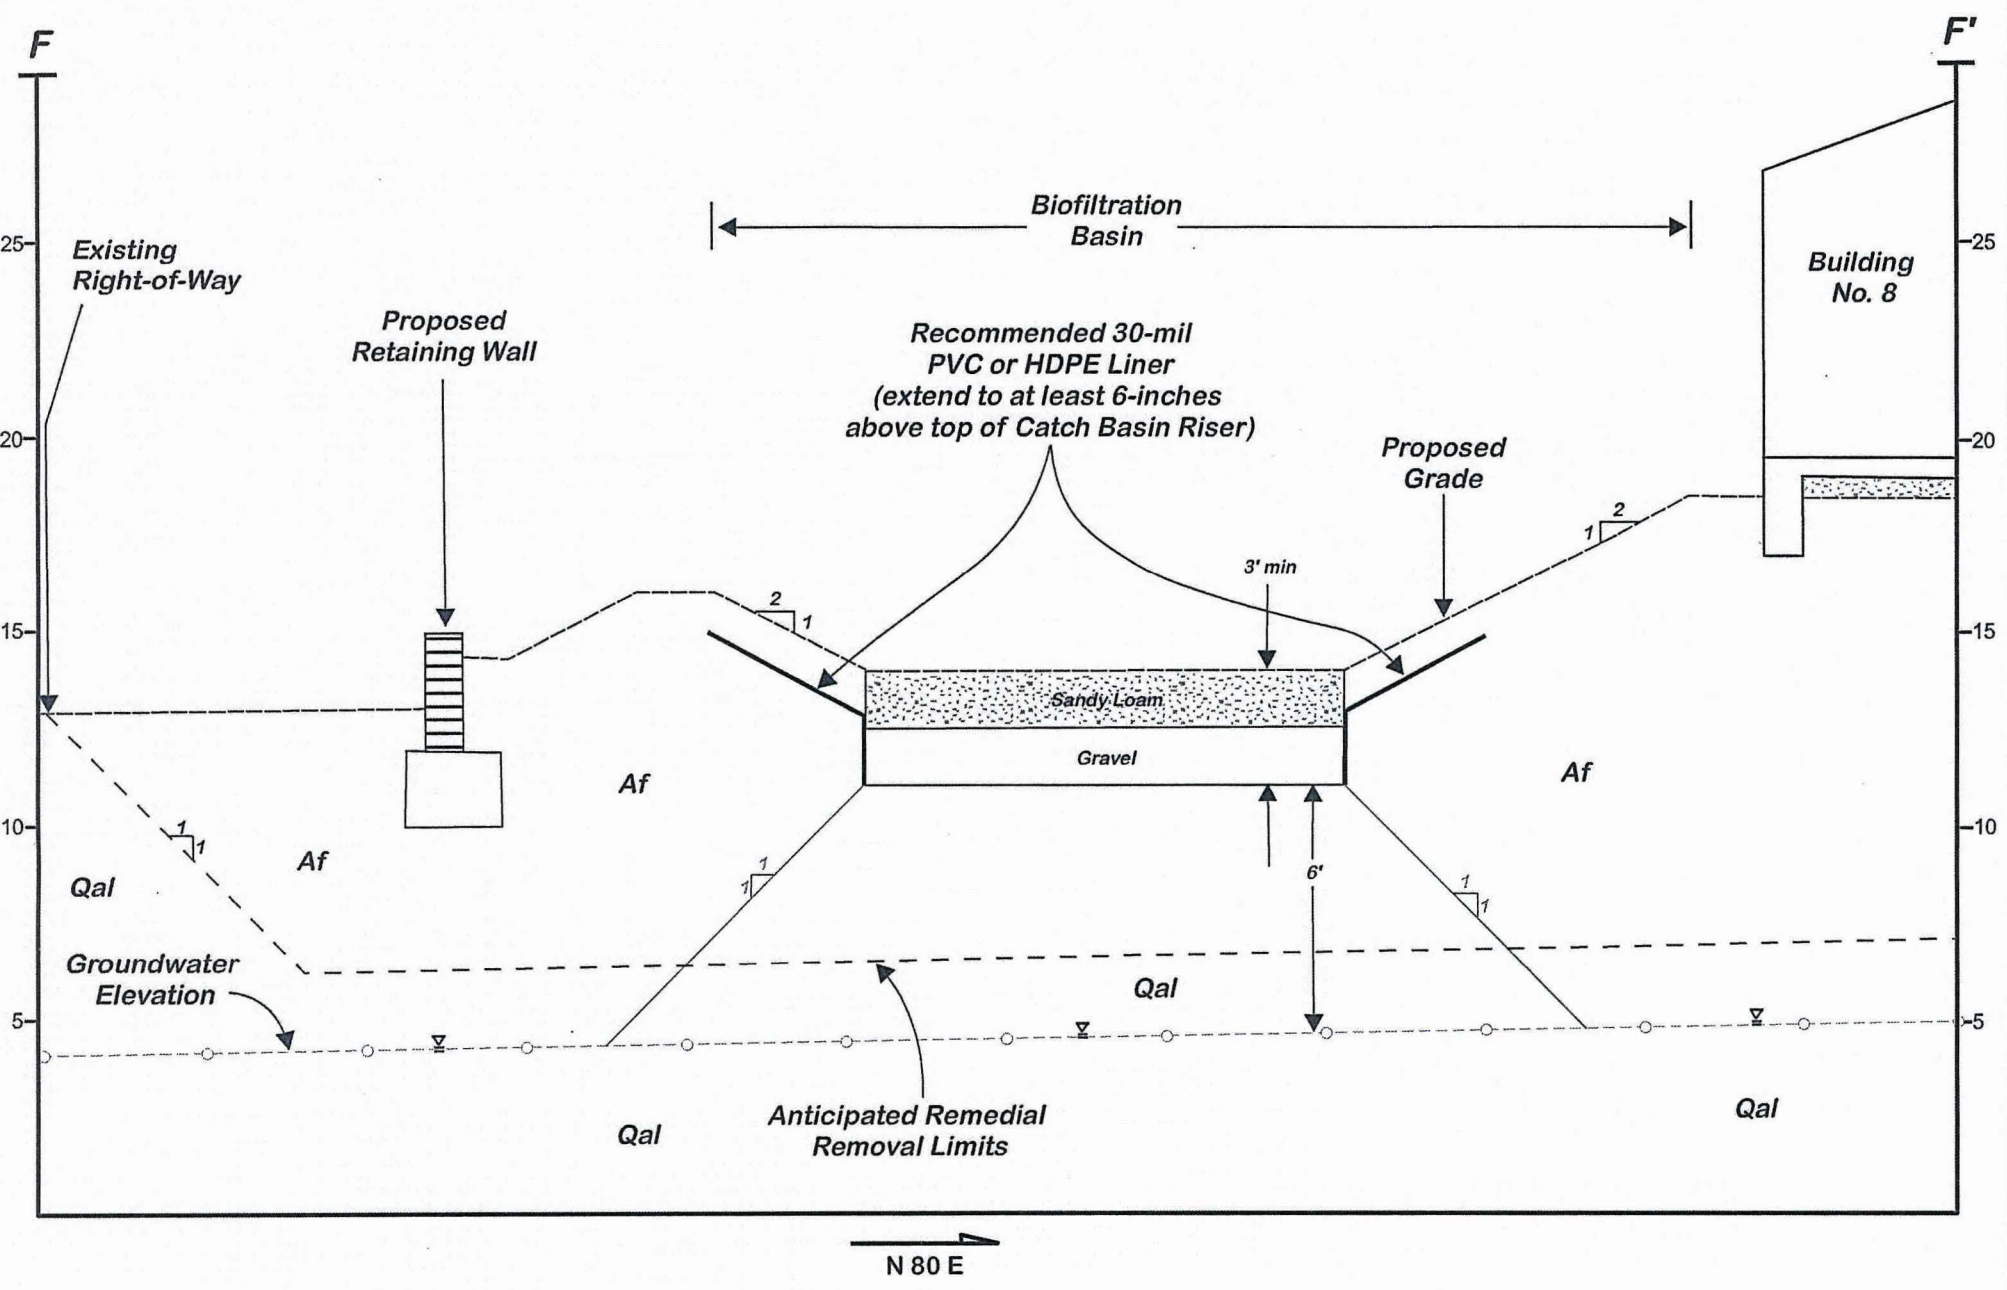 F
F'
Biofiltration
Basin
25
25
Existing
Right-of-Way
Building
No. 8
Proposed
Retaining Wall
Recommended 30-mil
PVC or HDPE Liner
(extend to at least 6-inches
above top of Catch Basin Riser)
20
20
Proposed
Grade
2
1
3' min
2
1
15
15
Sandy Loam
Gravel
Af
Af
10
10
1
1
Af
1
1
6'
1
1
Qal
Groundwater
Elevation
Qal
5
5
Anticipated Remedial
Removal Limits
Qal
Qal
N 80 E